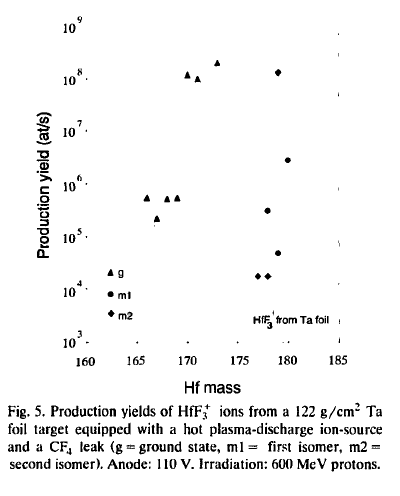 10⁹
10⁸
10⁷
10⁶
10⁵
10⁴
10³
Production yield (at/s)
g
m1
m2
HfF₃⁺ from Ta foil
160 165 170 175 180 185
Hf mass
Fig. 5. Production yields of HfF₃⁺ ions from a 122 g/cm² Ta
foil target equipped with a hot plasma-discharge ion-source
and a CF₄ leak (g = ground state, m1 = first isomer, m2 =
second isomer). Anode: 110 V. Irradiation: 600 MeV protons.